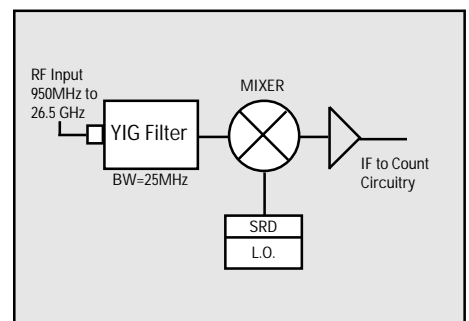 RF Input
950MHz to
26.5 GHz
MIXER
YIG Filter
BW=25MHz
IF to Count
Circuitry
SRD
L.O.